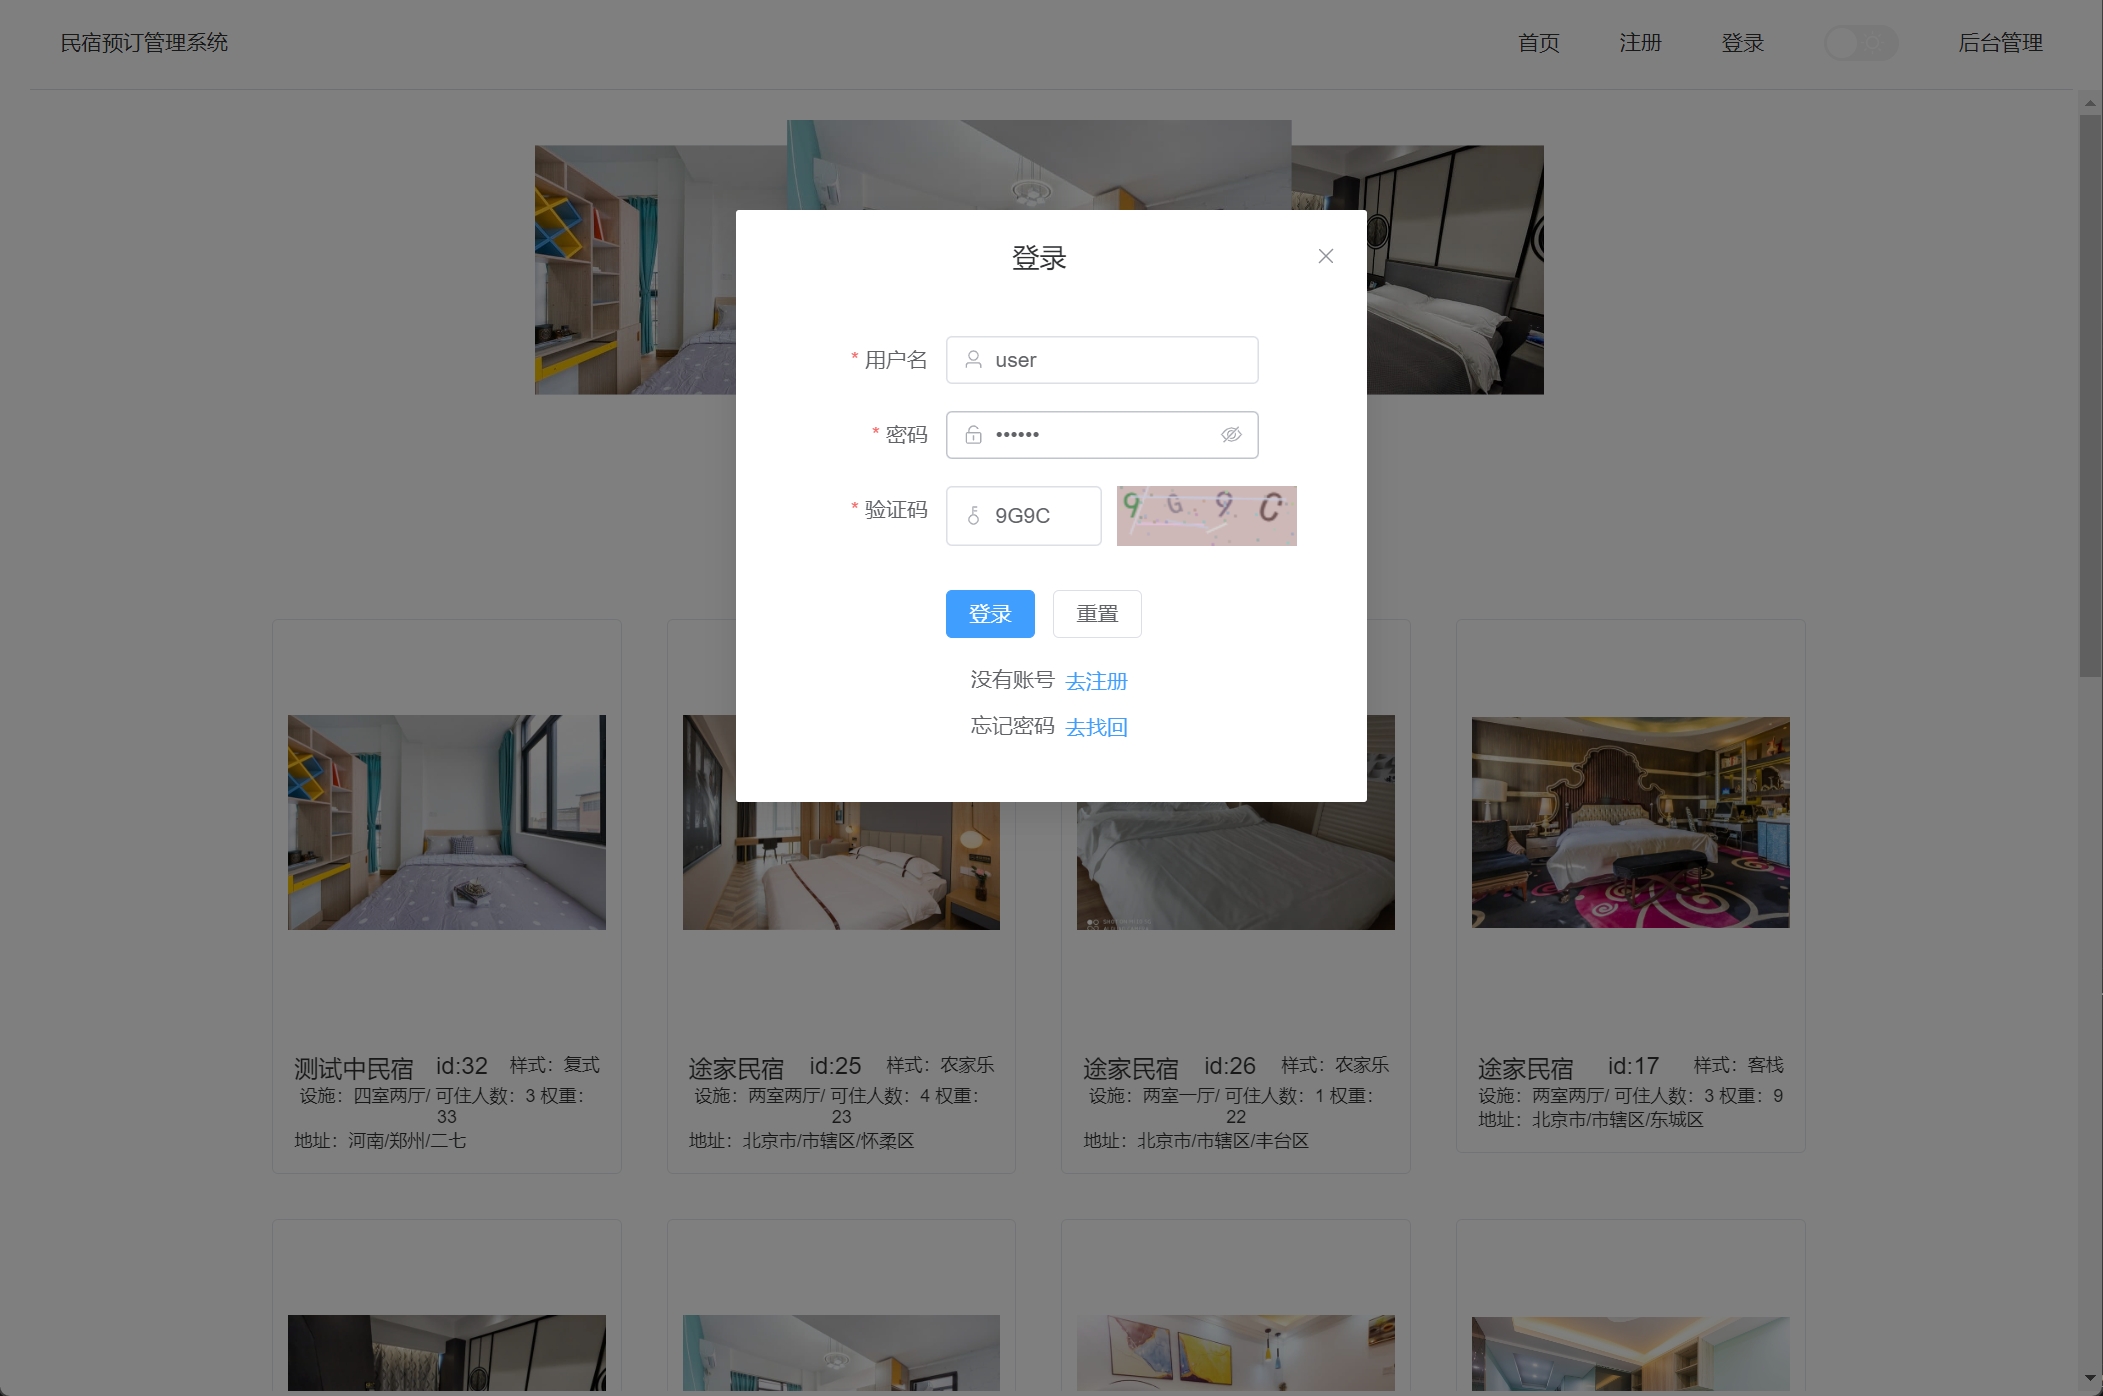 民宿预订管理系统
首页 注册 登录 后台管理
登录
* 用户名 user
* 密码 ••••••
* 验证码 9G9C 9G9C
登录 重置
没有账号 去注册
忘记密码 去找回
测试中民宿 id:32 样式：复式
设施：四室两厅/ 可住人数：3 权重：
33
地址：河南/郑州/二七
途家民宿 id:25 样式：农家乐
设施：两室两厅/ 可住人数：4 权重：
23
地址：北京市/市辖区/怀柔区
途家民宿 id:26 样式：农家乐
设施：两室一厅/ 可住人数：1 权重：
22
地址：北京市/市辖区/丰台区
途家民宿 id:17 样式：客栈
设施：两室两厅/ 可住人数：3 权重：9
地址：北京市/市辖区/东城区